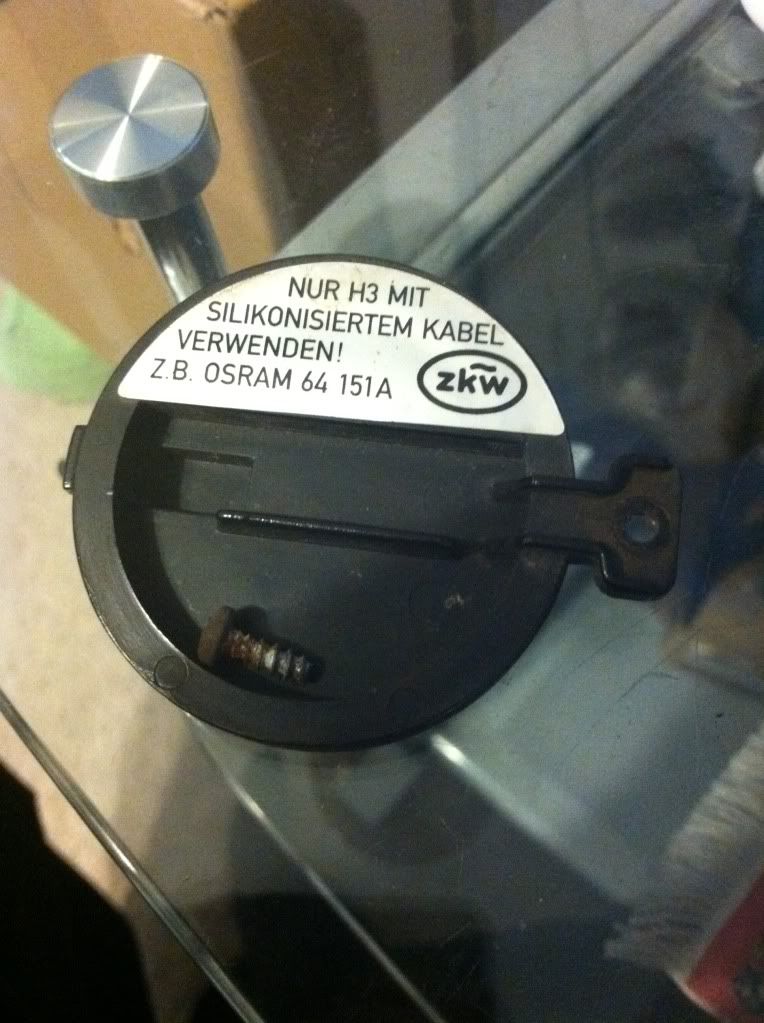 NUR H3 MIT
SILIKONISIERTEM KABEL
VERWENDEN!
Z.B. OSRAM 64 151A
zkw